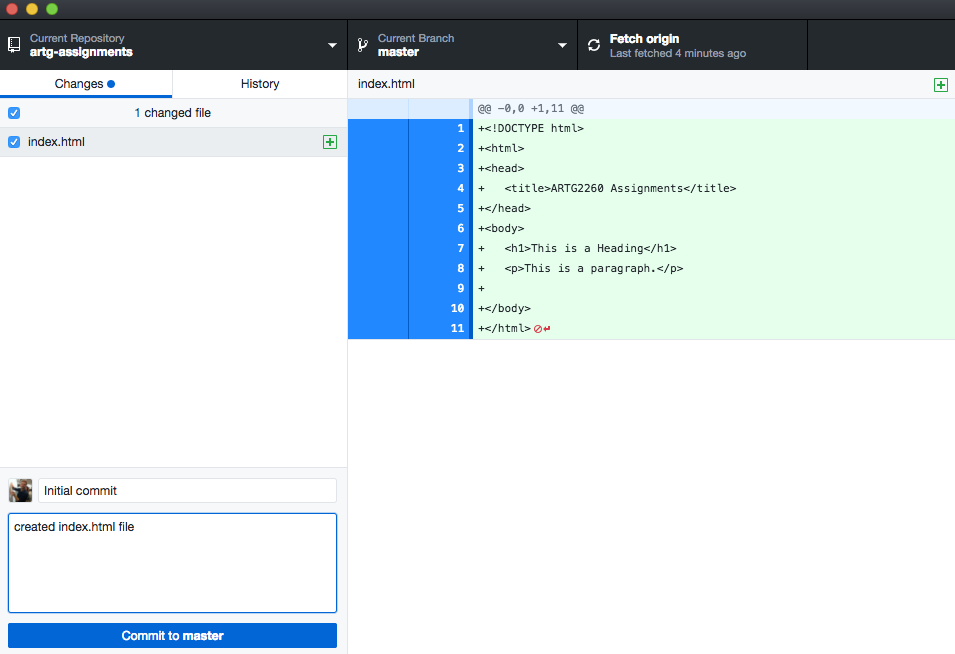 Current Repository
artg-assignments
Current Branch
master
Fetch origin
Last fetched 4 minutes ago
Changes
History
1 changed file
index.html
index.html
@@ -0,0 +1,11 @@
1 +<!DOCTYPE html>
2 +<html>
3 +<head>
4 +   <title>ARTG2260 Assignments</title>
5 +</head>
6 +<body>
7 +   <h1>This is a Heading</h1>
8 +   <p>This is a paragraph.</p>
9 +
10 +</body>
11 +</html>
Initial commit
created index.html file
Commit to master